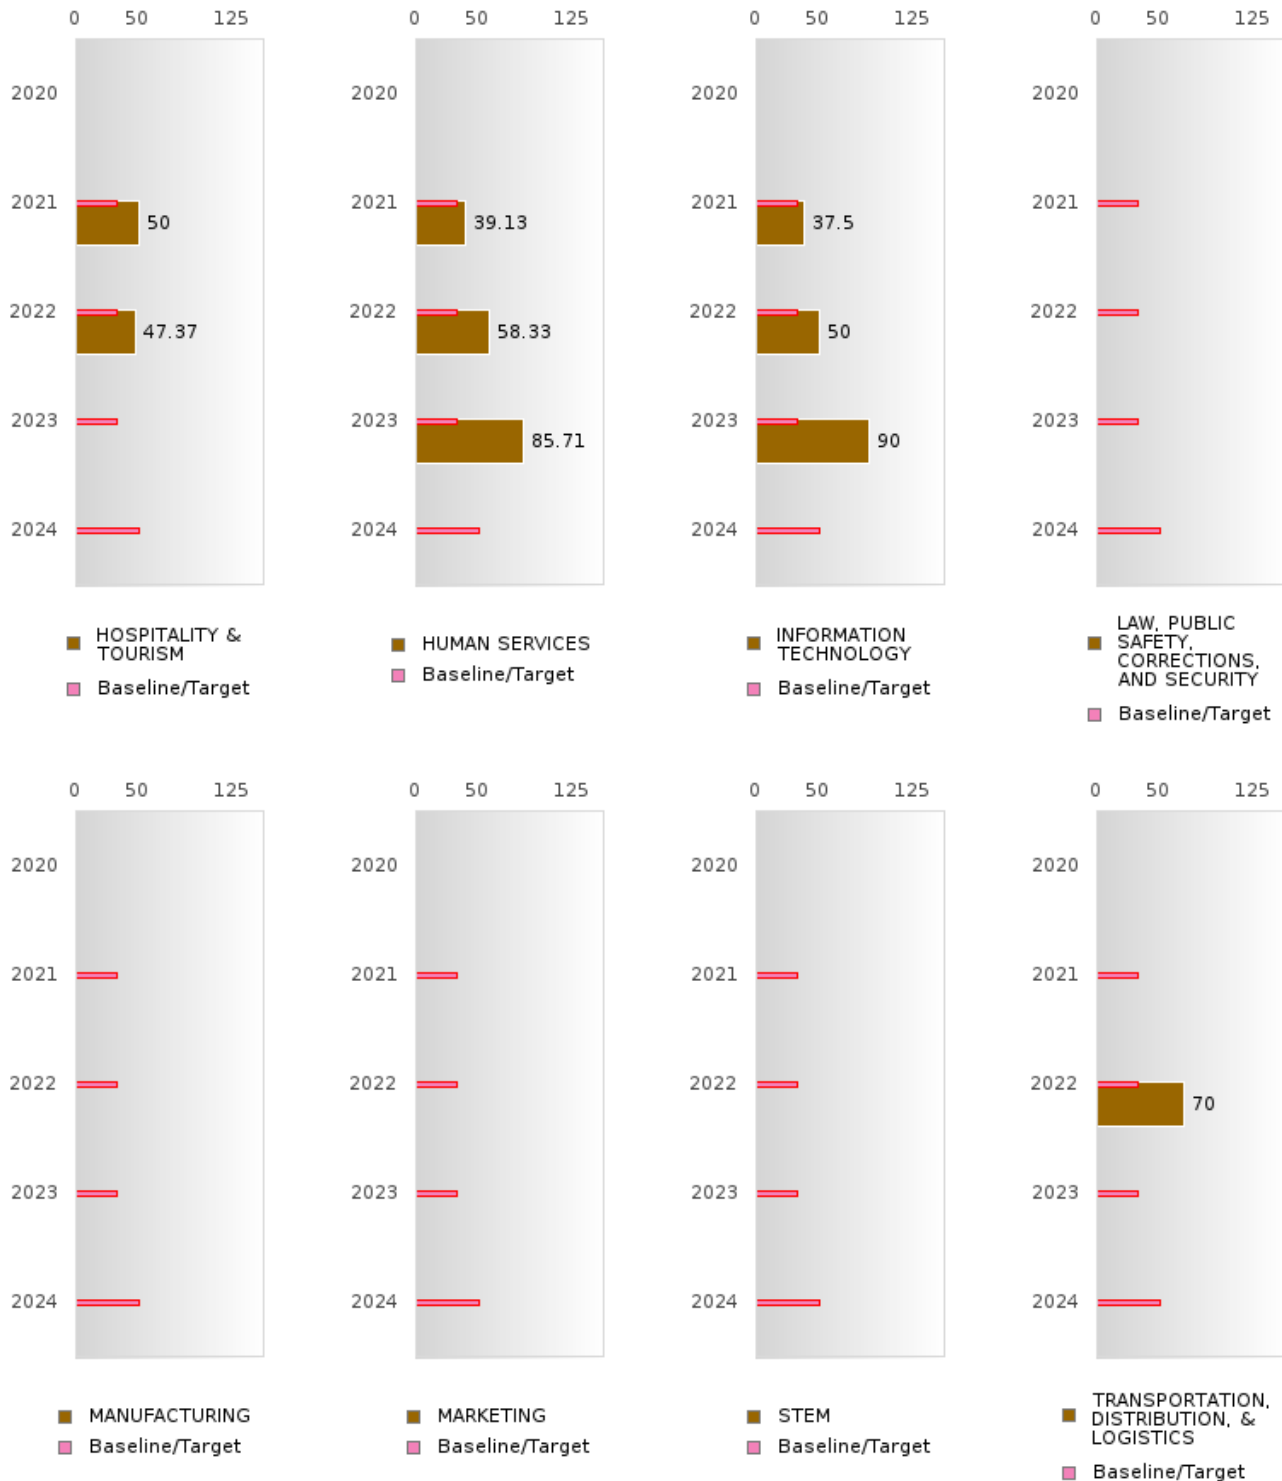 0 50 125 0 50 125 0 50 125 0 50 125
2020 2020 2020 2020
2021 50 2021 39.13 2021 37.5 2021
2022 47.37 2022 58.33 2022 50 2022
2023 2023 85.71 2023 90 2023
2024 2024 2024 2024
HOSPITALITY &
TOURISM
Baseline/Target
HUMAN SERVICES
Baseline/Target
INFORMATION
TECHNOLOGY
Baseline/Target
LAW, PUBLIC
SAFETY,
CORRECTIONS,
AND SECURITY
Baseline/Target
0 50 125 0 50 125 0 50 125 0 50 125
2020 2020 2020 2020
2021 2021 2021 2021
2022 2022 2022 2022 70
2023 2023 2023 2023
2024 2024 2024 2024
MANUFACTURING
Baseline/Target
MARKETING
Baseline/Target
STEM
Baseline/Target
TRANSPORTATION,
DISTRIBUTION, &
LOGISTICS
Baseline/Target